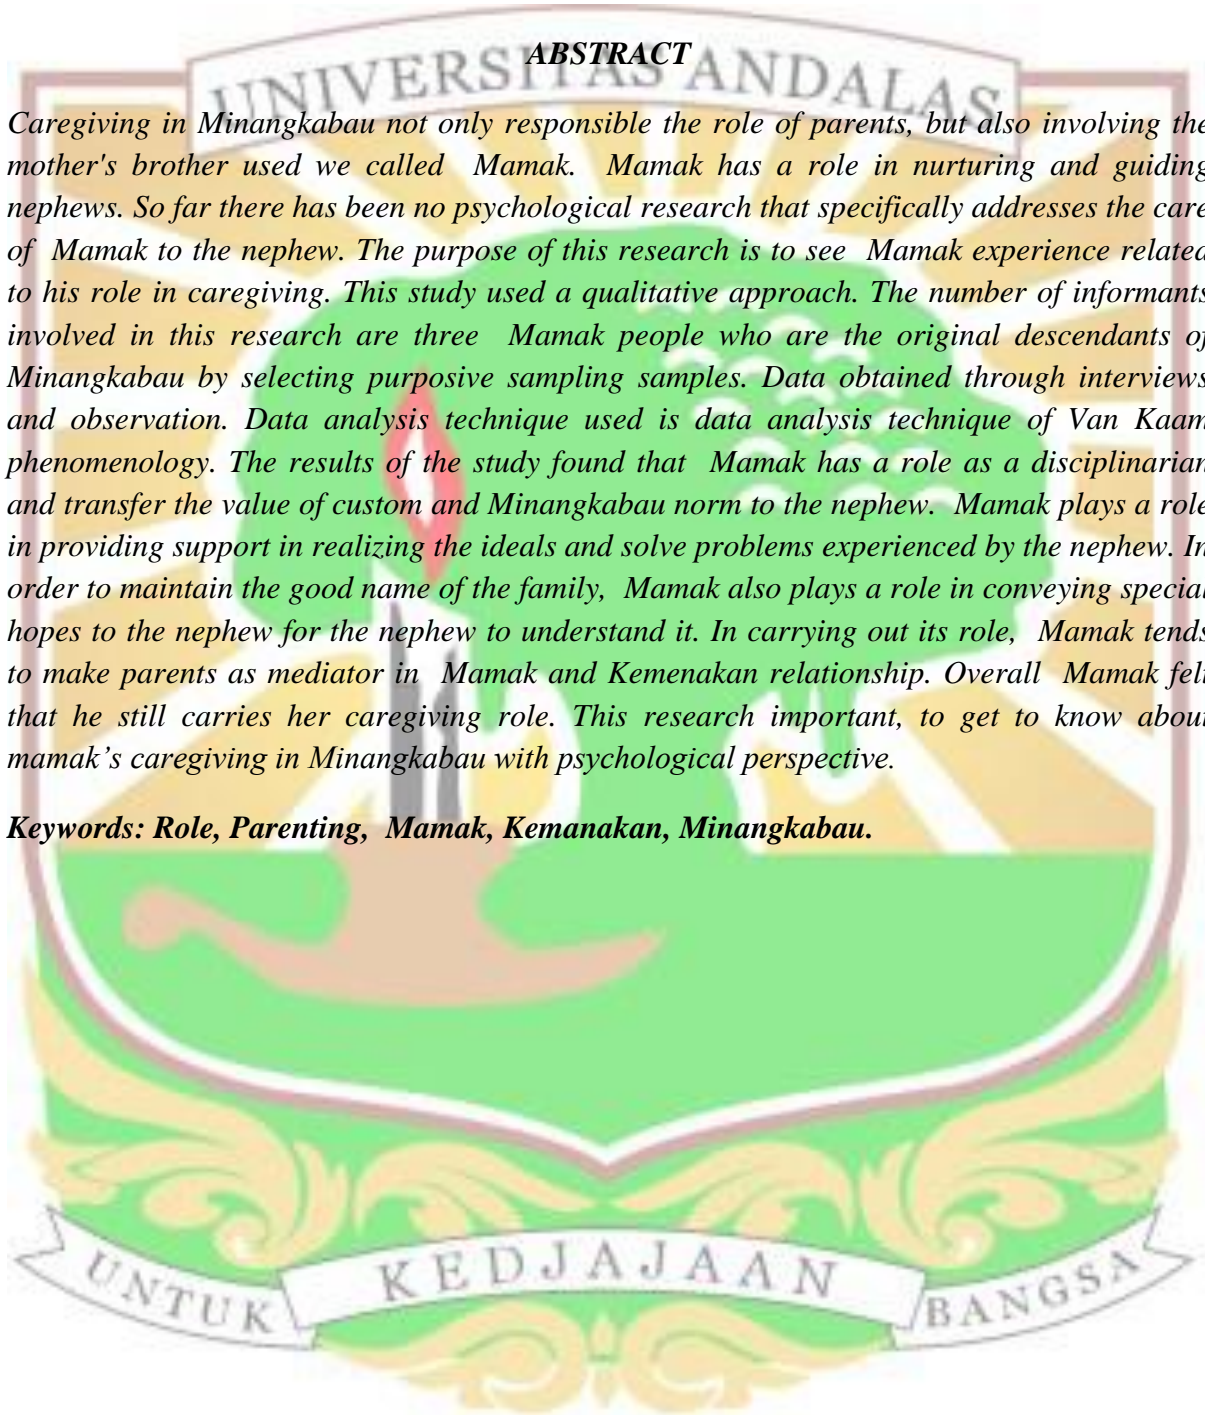 UNIVERSITAS ANDALAS
ABSTRACT
Caregiving in Minangkabau not only responsible the role of parents, but also involving the
mother's brother used we called Mamak. Mamak has a role in nurturing and guiding
nephews. So far there has been no psychological research that specifically addresses the care
of Mamak to the nephew. The purpose of this research is to see Mamak experience related
to his role in caregiving. This study used a qualitative approach. The number of informants
involved in this research are three Mamak people who are the original descendants of
Minangkabau by selecting purposive sampling samples. Data obtained through interviews
and observation. Data analysis technique used is data analysis technique of Van Kaam
phenomenology. The results of the study found that Mamak has a role as a disciplinarian
and transfer the value of custom and Minangkabau norm to the nephew. Mamak plays a role
in providing support in realizing the ideals and solve problems experienced by the nephew. In
order to maintain the good name of the family, Mamak also plays a role in conveying special
hopes to the nephew for the nephew to understand it. In carrying out its role, Mamak tends
to make parents as mediator in Mamak and Kemenakan relationship. Overall Mamak felt
that he still carries her caregiving role. This research important, to get to know about
mamak's caregiving in Minangkabau with psychological perspective.
Keywords: Role, Parenting, Mamak, Kemanakan, Minangkabau.
UNTUK KEDJAJAAN BANGSA